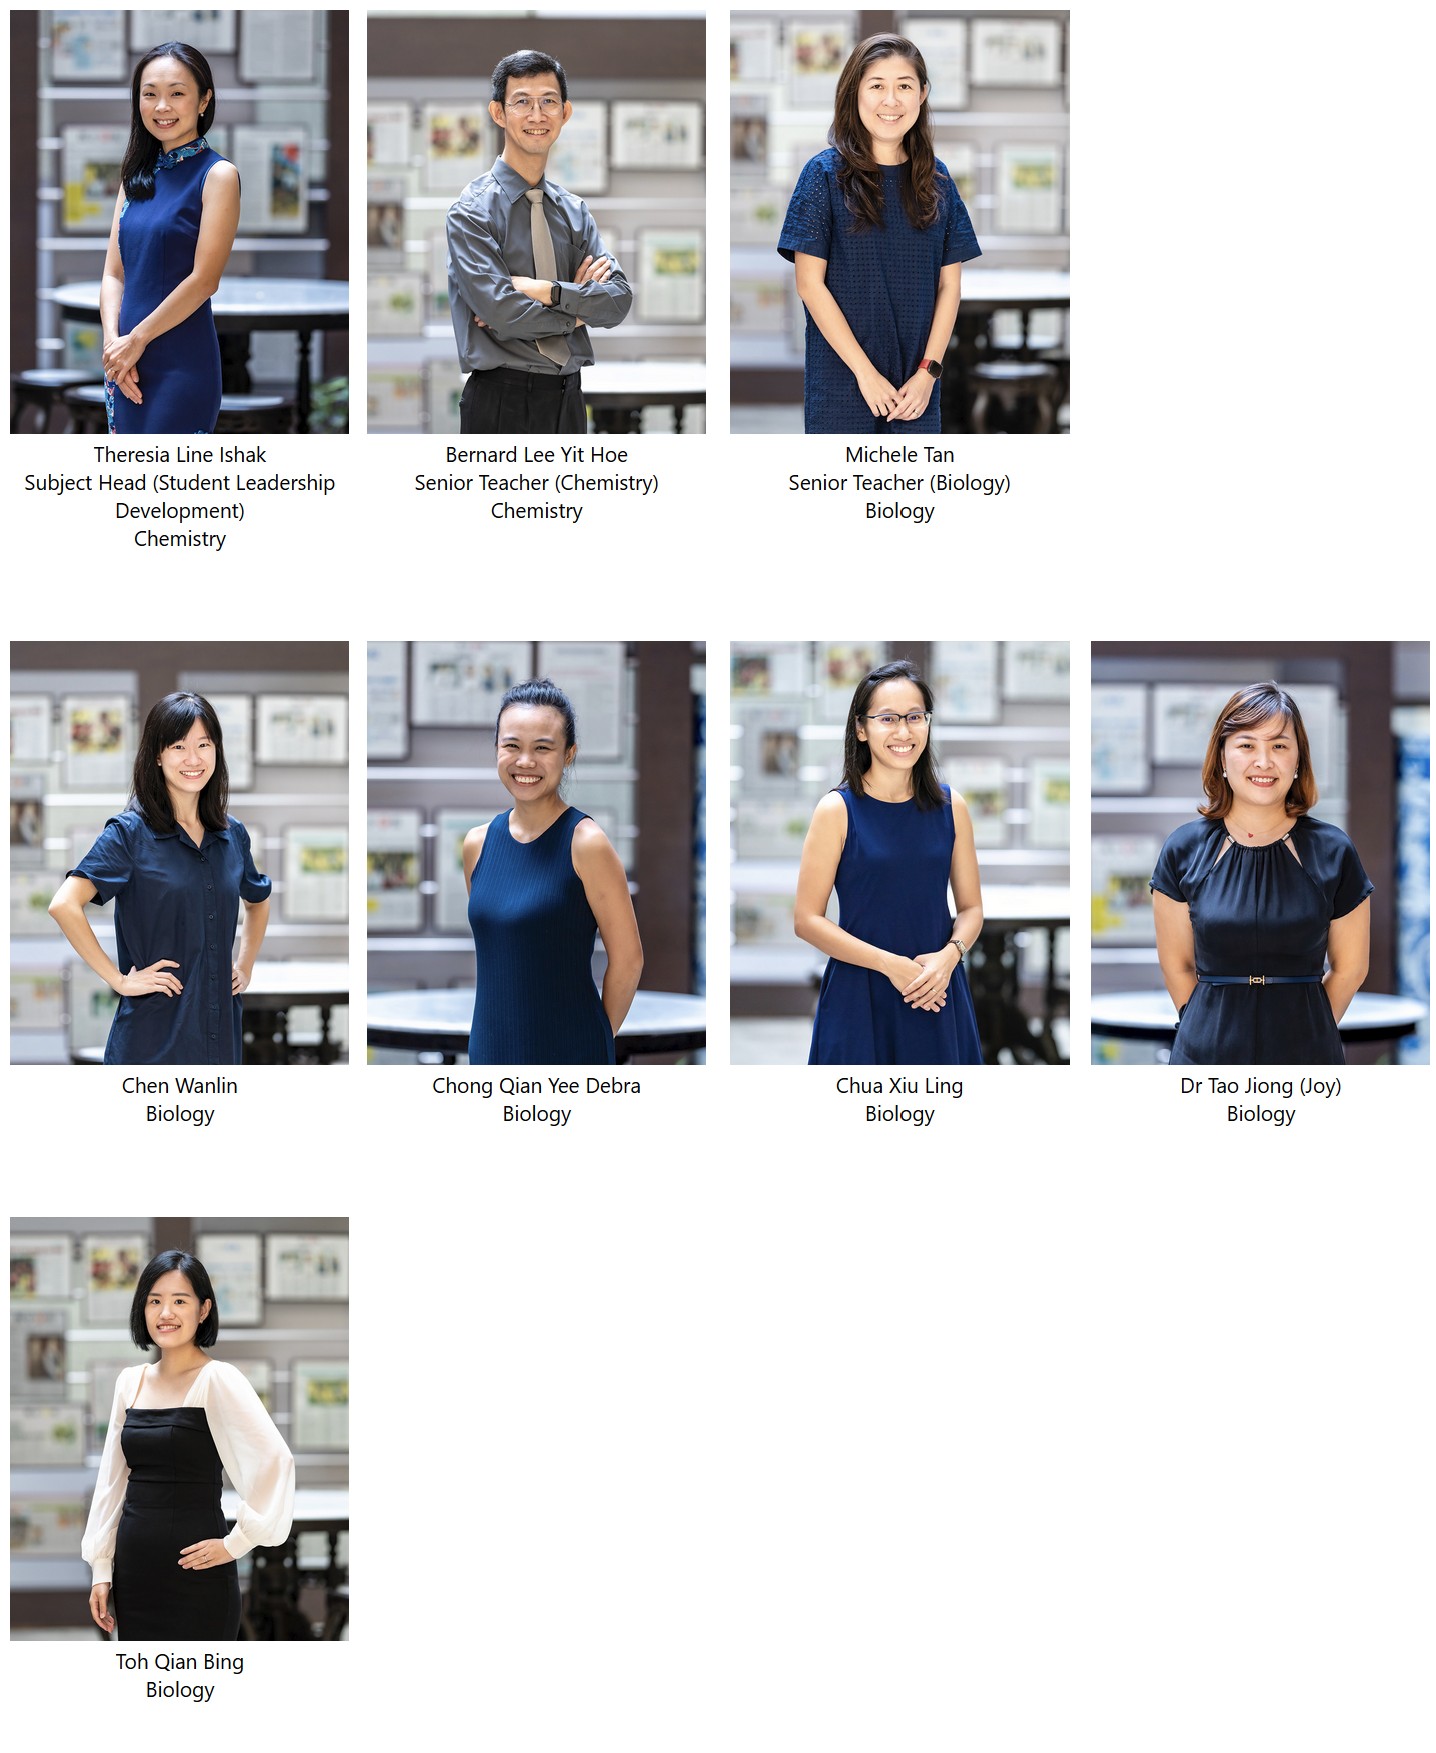 Theresia Line Ishak
Subject Head (Student Leadership
Development)
Chemistry
Bernard Lee Yit Hoe
Senior Teacher (Chemistry)
Chemistry
Michele Tan
Senior Teacher (Biology)
Biology
Chen Wanlin
Biology
Chong Qian Yee Debra
Biology
Chua Xiu Ling
Biology
Dr Tao Jiong (Joy)
Biology
Toh Qian Bing
Biology